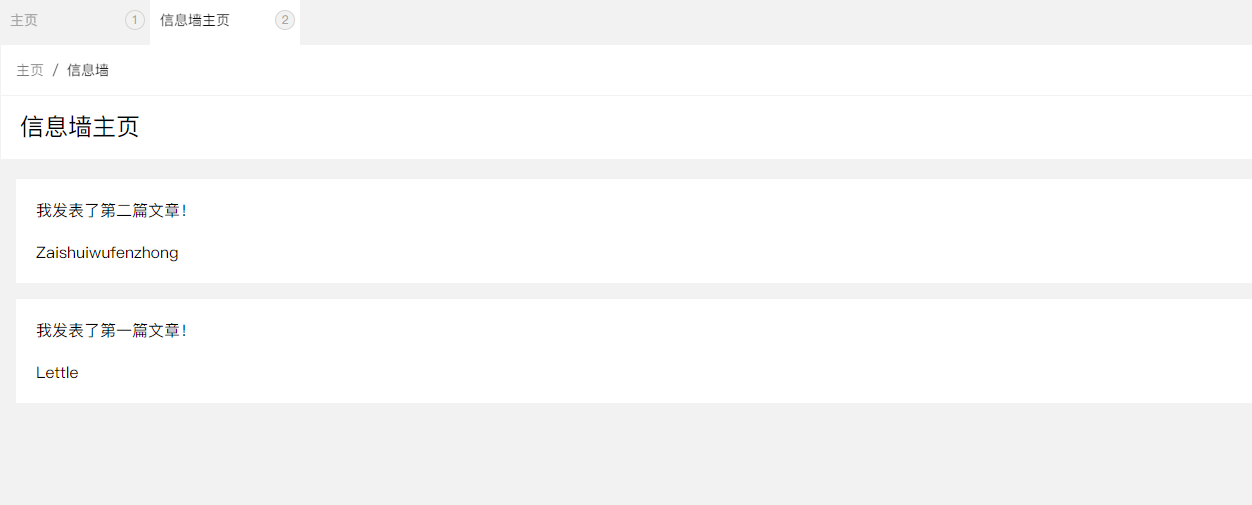 主页 1 信息墙主页 2
主页 / 信息墙
信息墙主页
我发表了第二篇文章！
Zaishuiwufenzhong
我发表了第一篇文章！
Lettle